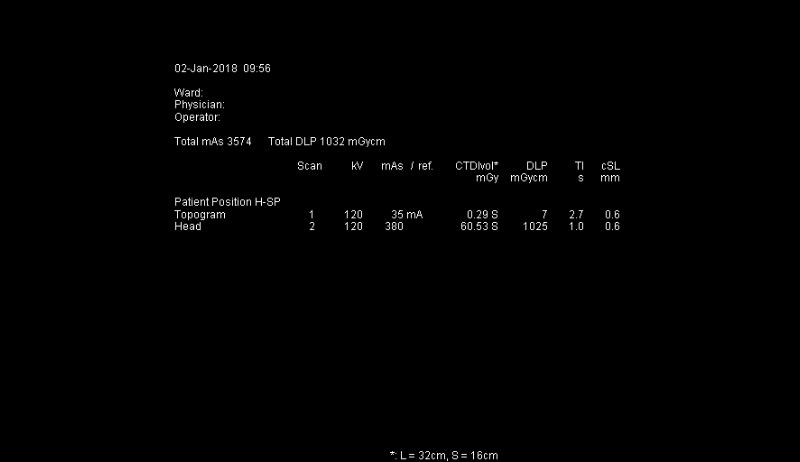 02-Jan-2018 09:56
Ward:
Physician:
Operator:
Total mAs 3574 Total DLP 1032 mGycm
Scan kV mAs / ref. CTDIvol* DLP TI cSL
mGy mGycm s mm
Patient Position H-SP
Topogram 1 120 35 mA 0.29 S 7 2.7 0.6
Head 2 120 380 60.53 S 1025 1.0 0.6
*: L = 32cm, S = 16cm